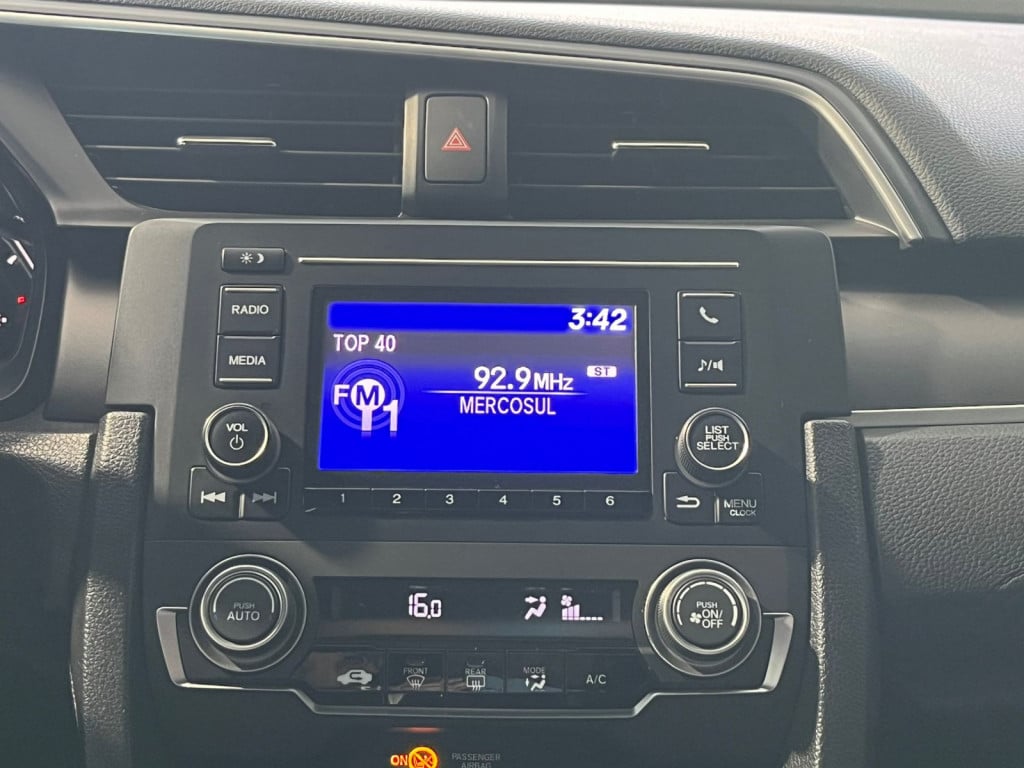 RADIO
MEDIA
VOL
3:42
TOP 40
FM1
92.9MHz
ST
MERCOSUL
1 2 3 4 5 6
LIST
PUSH
SELECT
MENU
CLOCK
PUSH
AUTO
16.0
PUSH
ON/
OFF
FRONT
REAR
MODE
A/C
ON
PASSENGER
AIRBAG